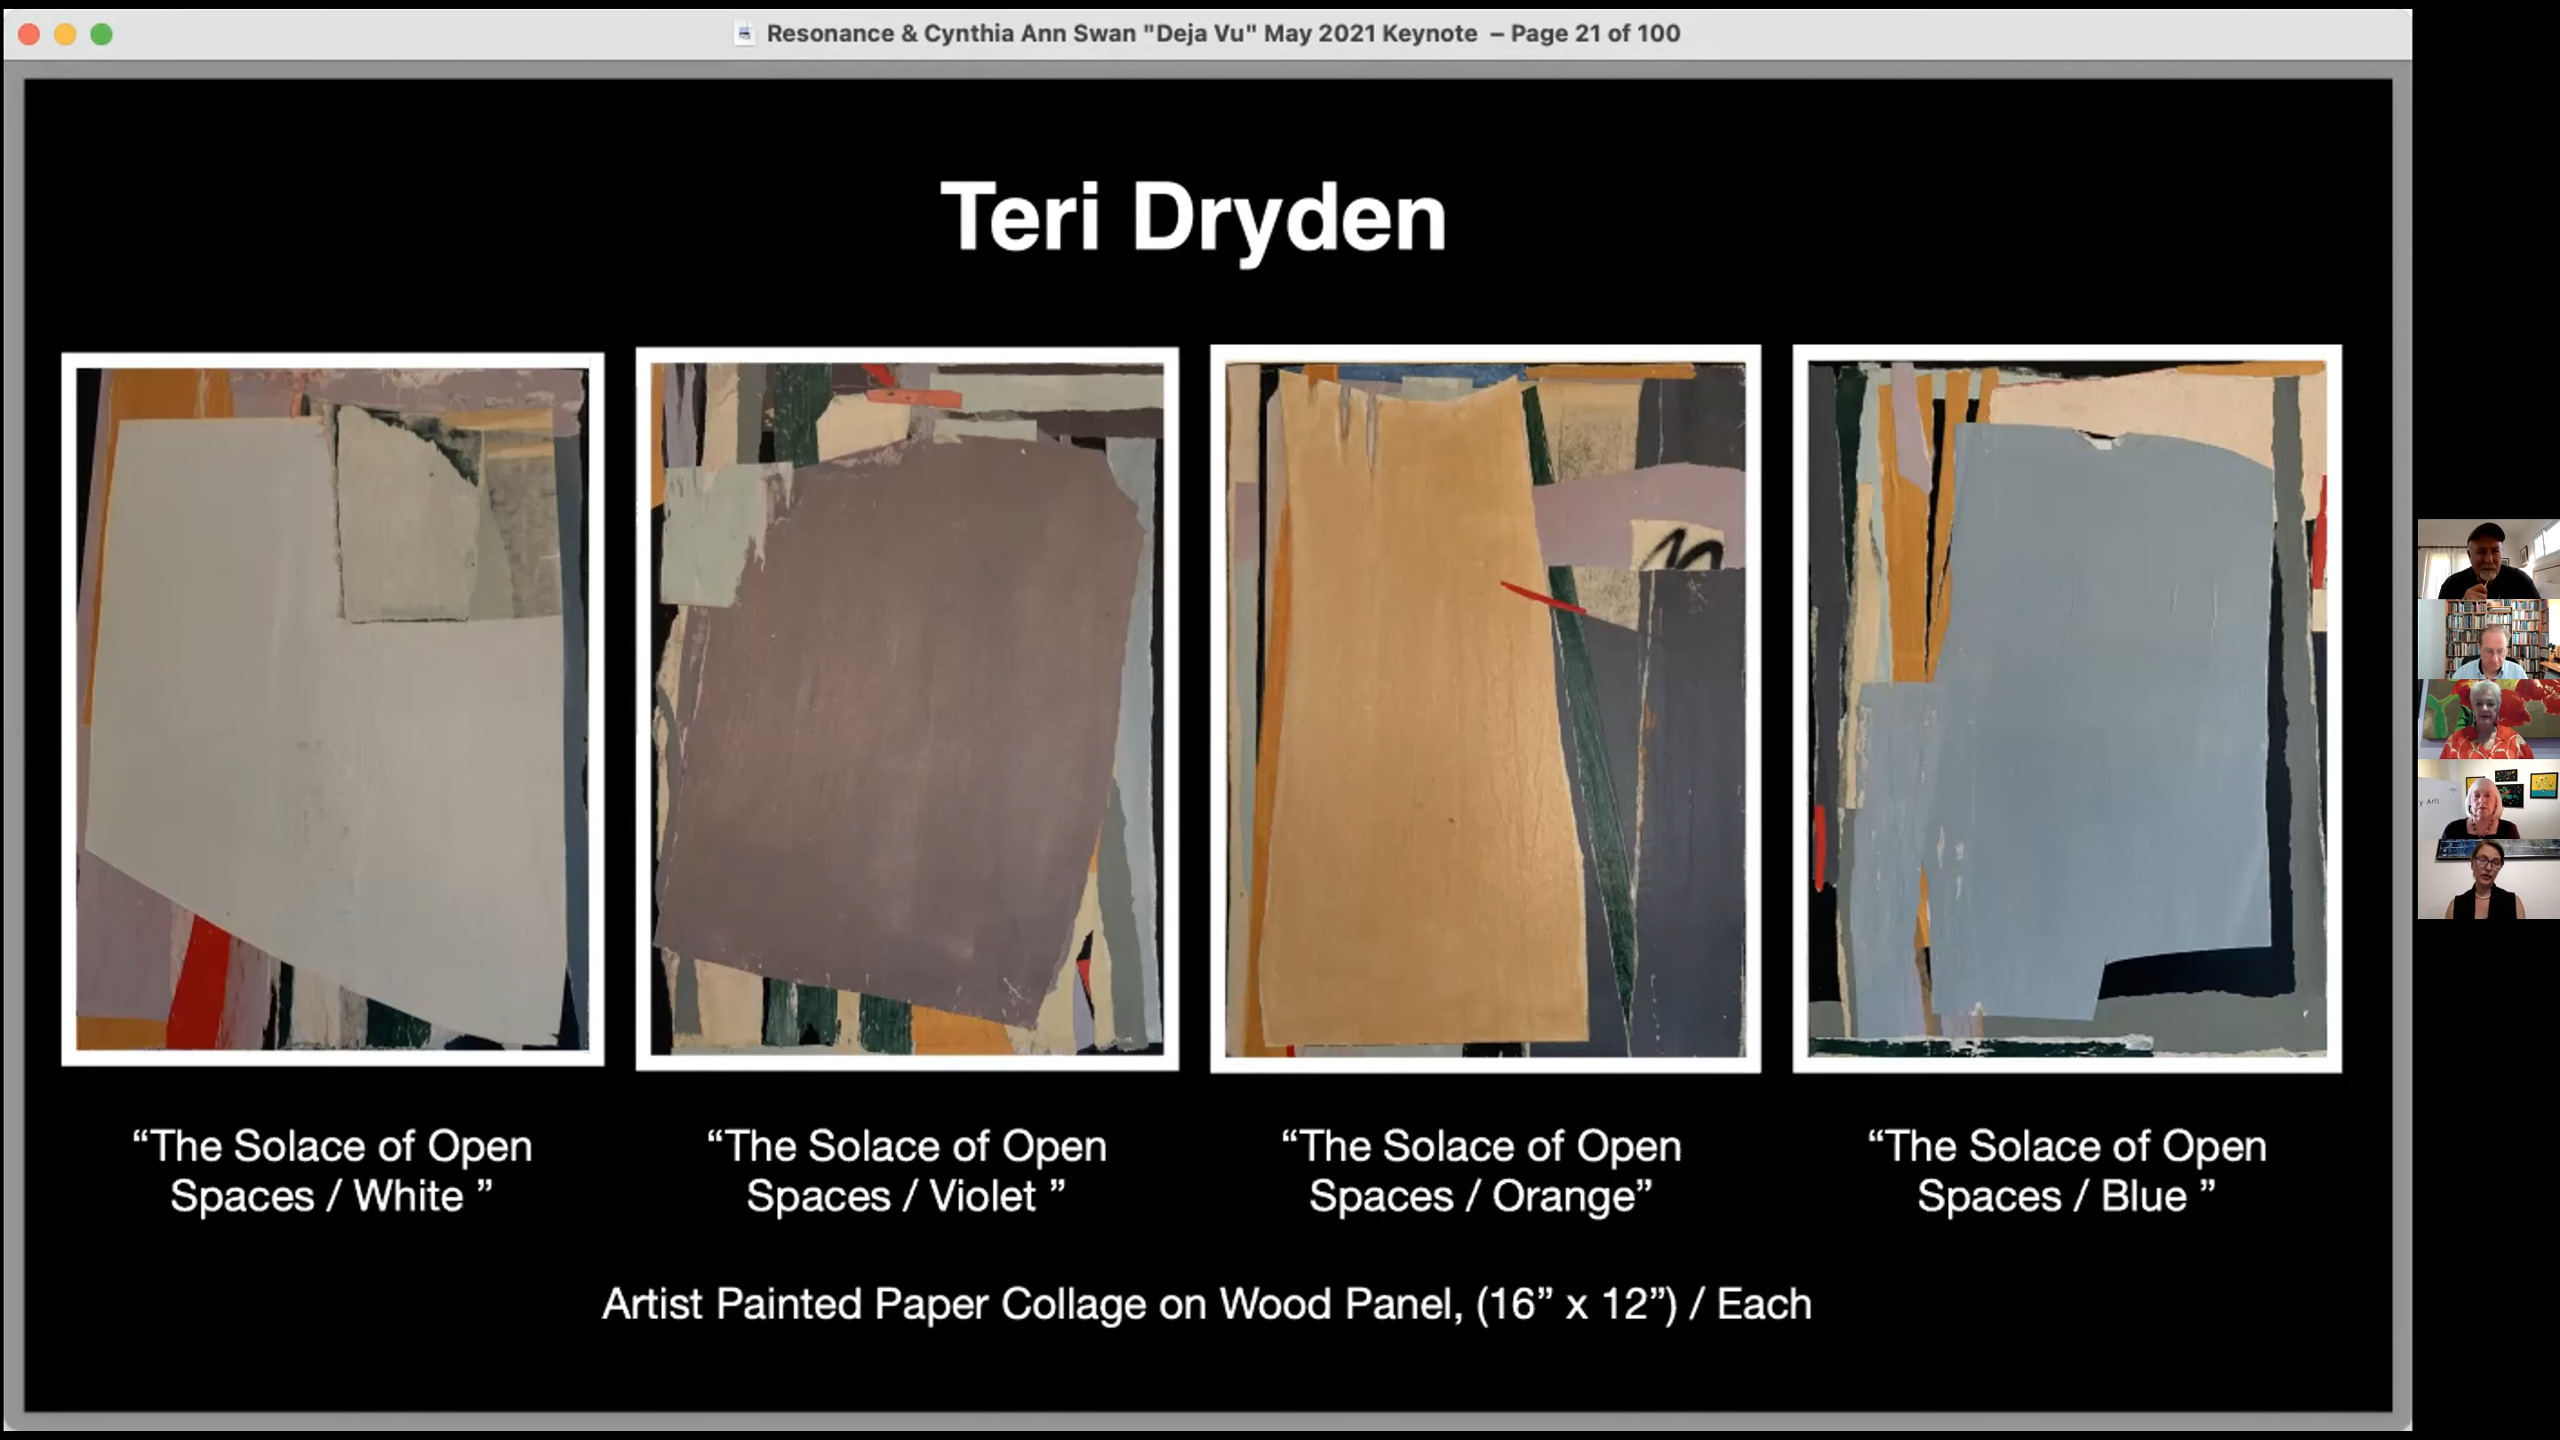 Resonance & Cynthia Ann Swan "Deja Vu" May 2021 Keynote – Page 21 of 100
Teri Dryden
“The Solace of Open
Spaces / White ”
“The Solace of Open
Spaces / Violet ”
“The Solace of Open
Spaces / Orange”
“The Solace of Open
Spaces / Blue ”
Artist Painted Paper Collage on Wood Panel, (16” x 12”) / Each
Arts